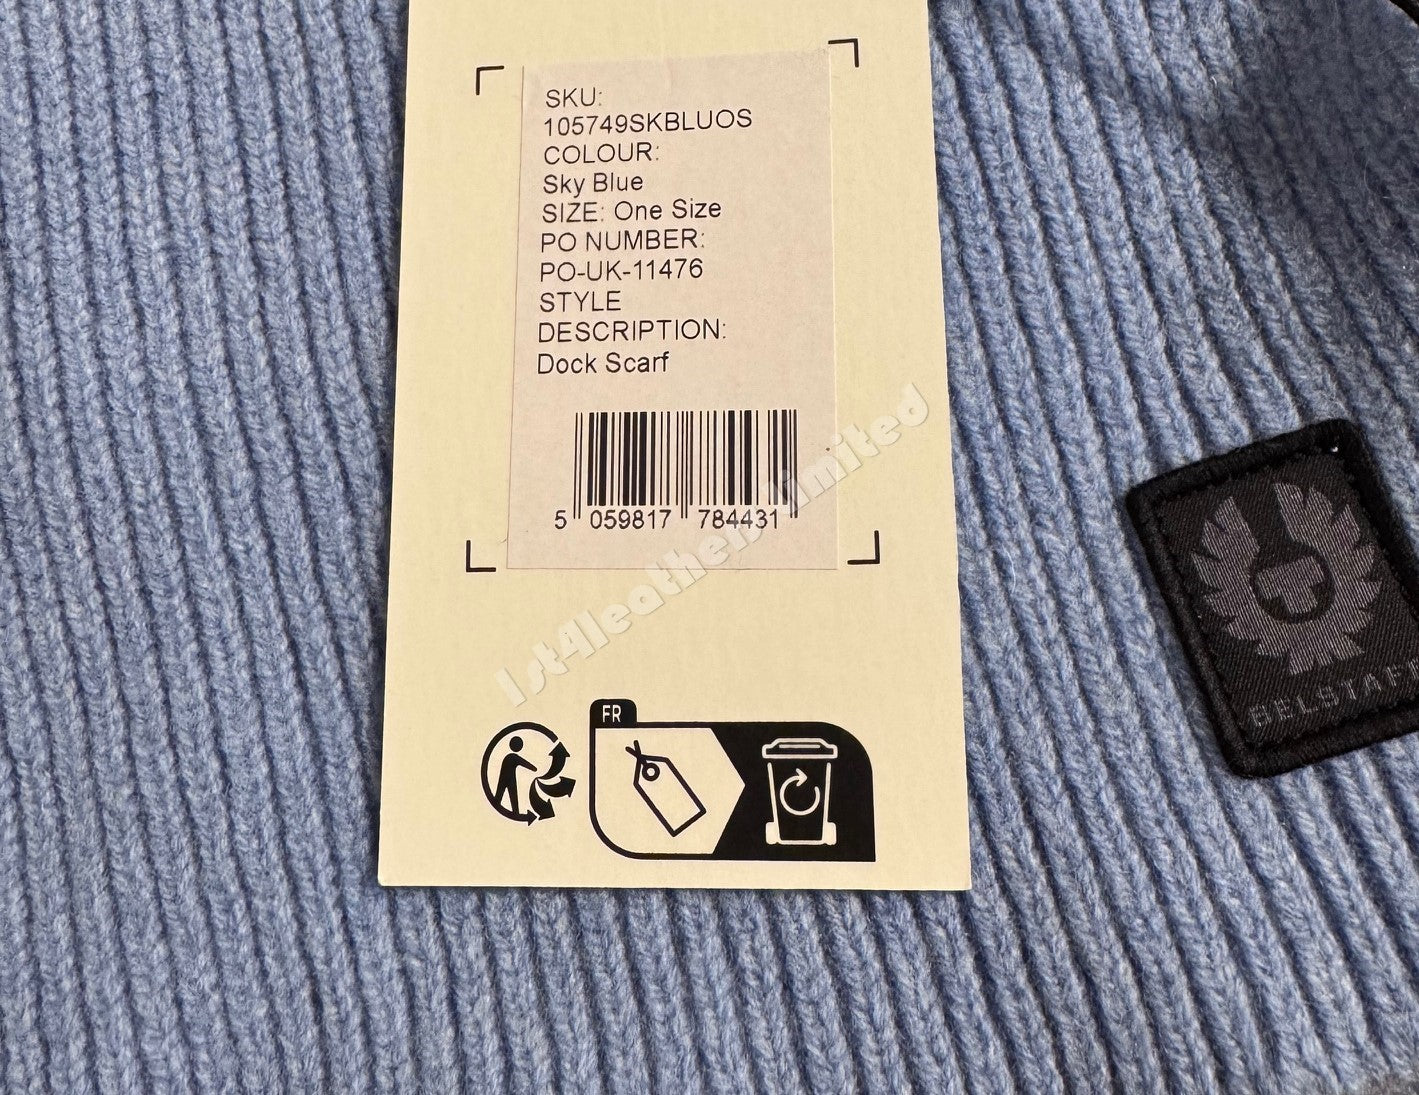 SKU:
105749SKBLUOS
COLOUR:
Sky Blue
SIZE: One Size
PO NUMBER:
PO-UK-11476
STYLE
DESCRIPTION:
Dock Scarf
5 059817 784431
1st4leathersLimited
FR
BELSTAFF